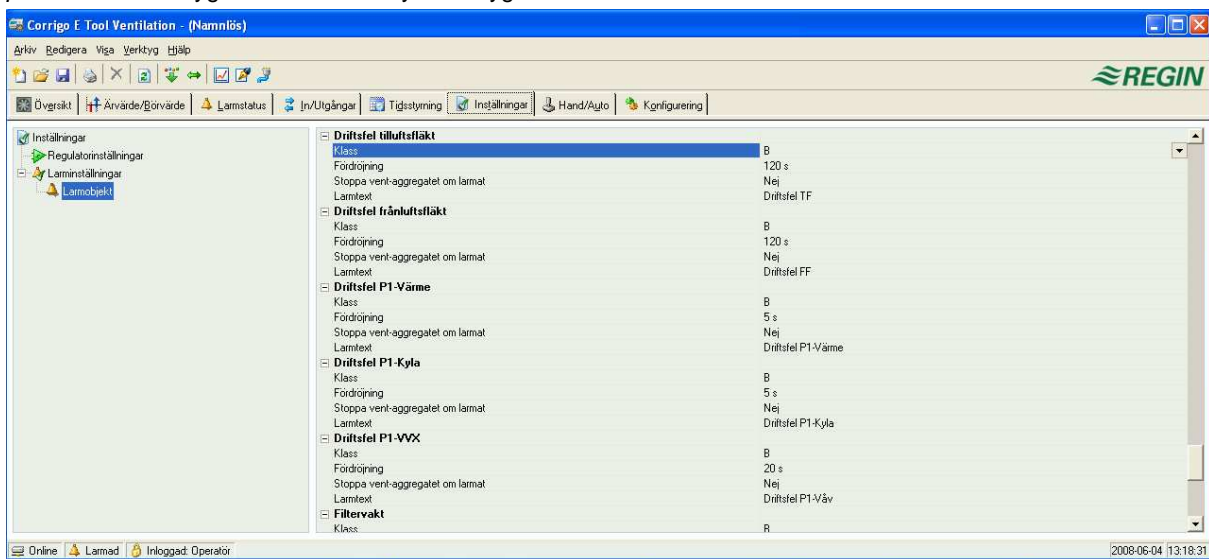 Corrigo E Tool Ventilation - (Namnlös)
Arkiv Redigera Visa Verktyg Hjälp
REGIN
Översikt Ärvärde/Börvärde Larmstatus In/Utgångar Tidsstyrning Inställningar Hand/Auto Konfigurering
Inställningar
Regulatorinställningar
Larminställningar
Larmobjekt
Driftsfel tilluftsfläkt
Klass B
Fördröjning 120 s
Stoppa vent-aggregatet om larmat Nej
Larmtext Driftsfel TF
Driftsfel frånluftsfläkt
Klass B
Fördröjning 120 s
Stoppa vent-aggregatet om larmat Nej
Larmtext Driftsfel FF
Driftsfel P1-Värme
Klass B
Fördröjning 5 s
Stoppa vent-aggregatet om larmat Nej
Larmtext Driftsfel P1-Värme
Driftsfel P1-Kyla
Klass B
Fördröjning 5 s
Stoppa vent-aggregatet om larmat Nej
Larmtext Driftsfel P1-Kyla
Driftsfel P1-VVX
Klass B
Fördröjning 20 s
Stoppa vent-aggregatet om larmat Nej
Larmtext Driftsfel P1-Våv
Filtervakt
Klass B
Online Larmad Inloggad: Operatör 2008-06-04 13:18:31